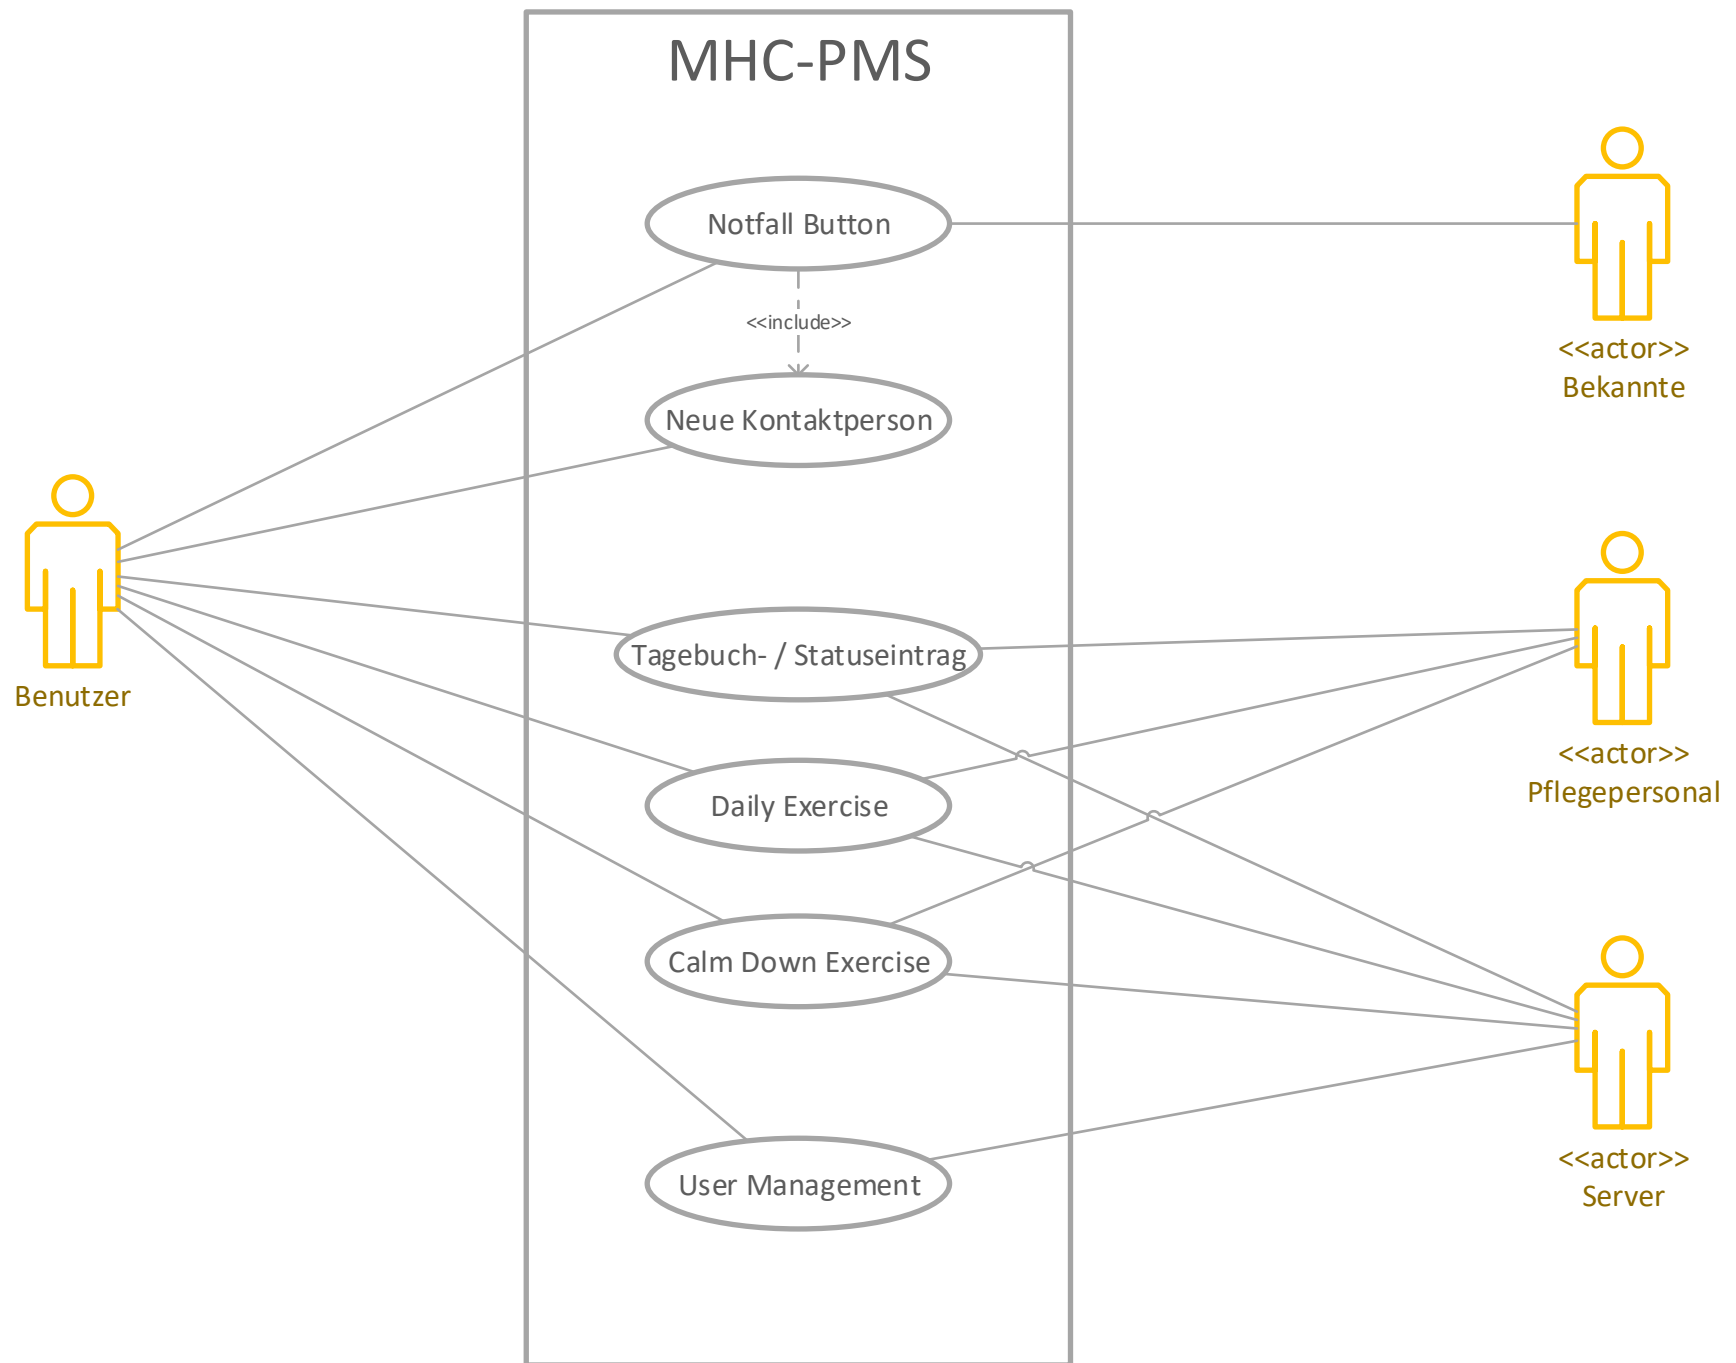 MHC-PMS
Notfall Button
<<include>>
Neue Kontaktperson
Tagebuch- / Statuseintrag
Daily Exercise
Calm Down Exercise
User Management
Benutzer
<<actor>>
Bekannte
<<actor>>
Pflegepersonal
<<actor>>
Server